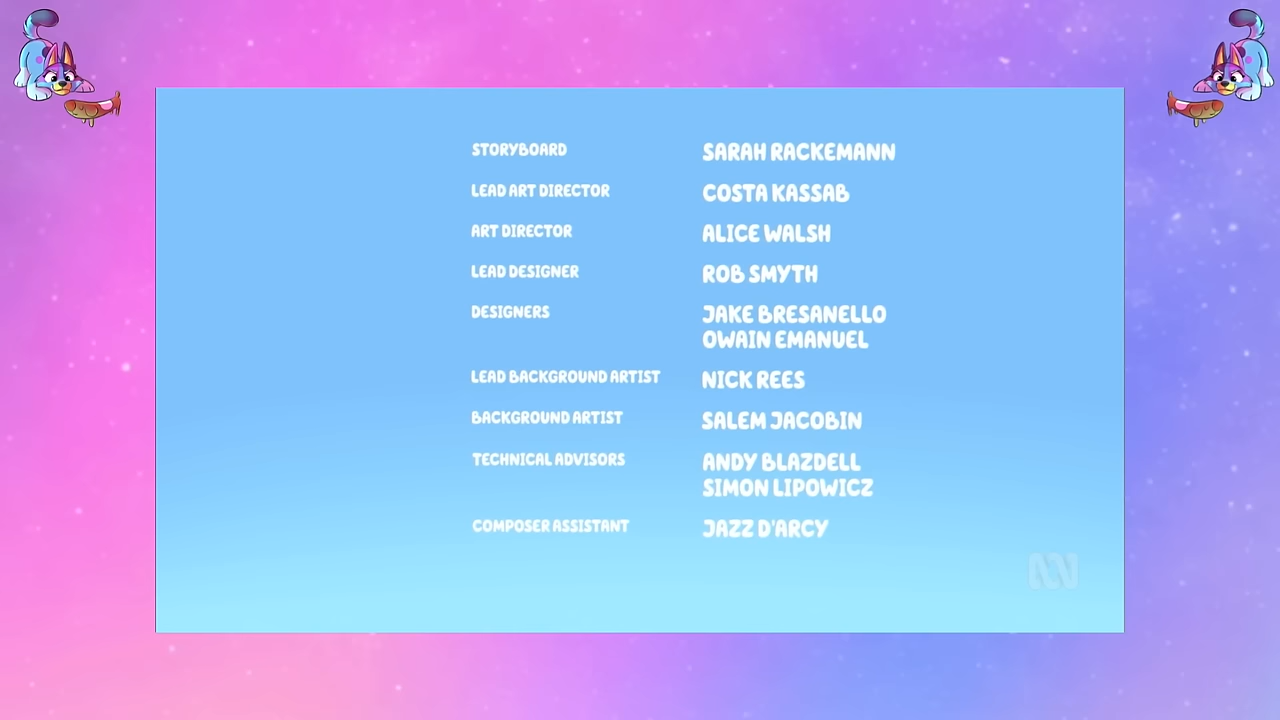 STORYBOARD SARAH RACKEMANN
LEAD ART DIRECTOR COSTA KASSAB
ART DIRECTOR ALICE WALSH
LEAD DESIGNER ROB SMYTH
DESIGNERS JAKE BRESANELLO
OWAIN EMANUEL
LEAD BACKGROUND ARTIST NICK REES
BACKGROUND ARTIST SALEM JACOBIN
TECHNICAL ADVISORS ANDY BLAZDELL
SIMON LIPOWICZ
COMPOSER ASSISTANT JAZZ D'ARCY